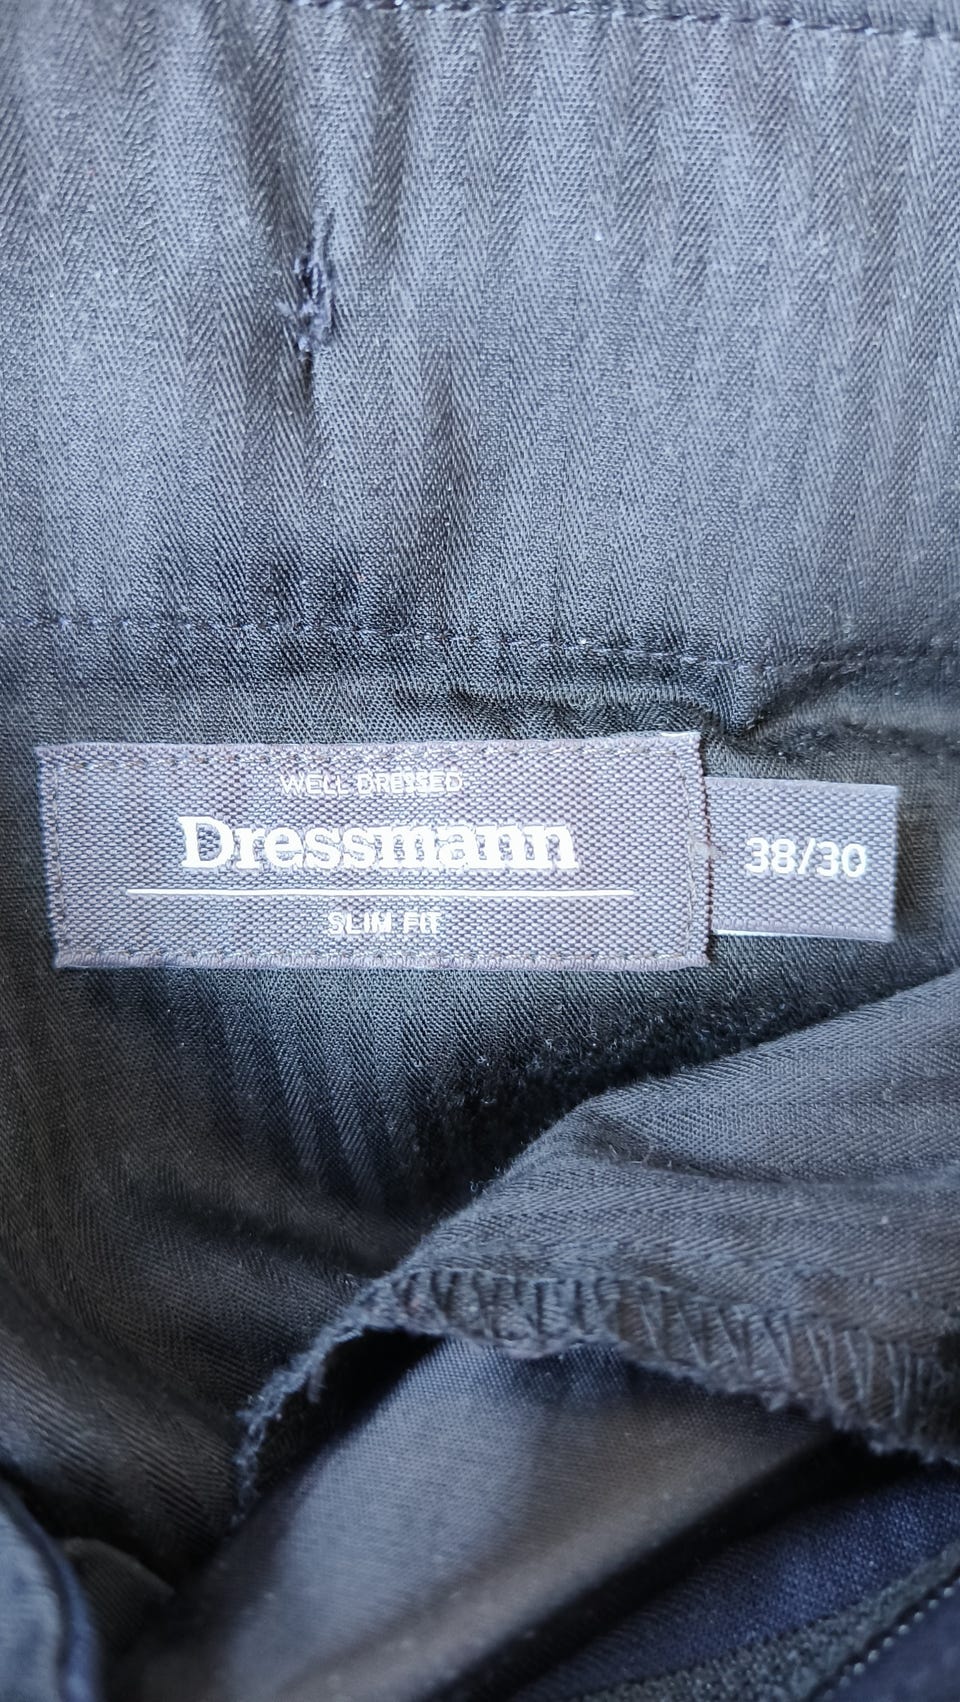 WELL DRESSED
Dressmann
SLIM FIT
38/30